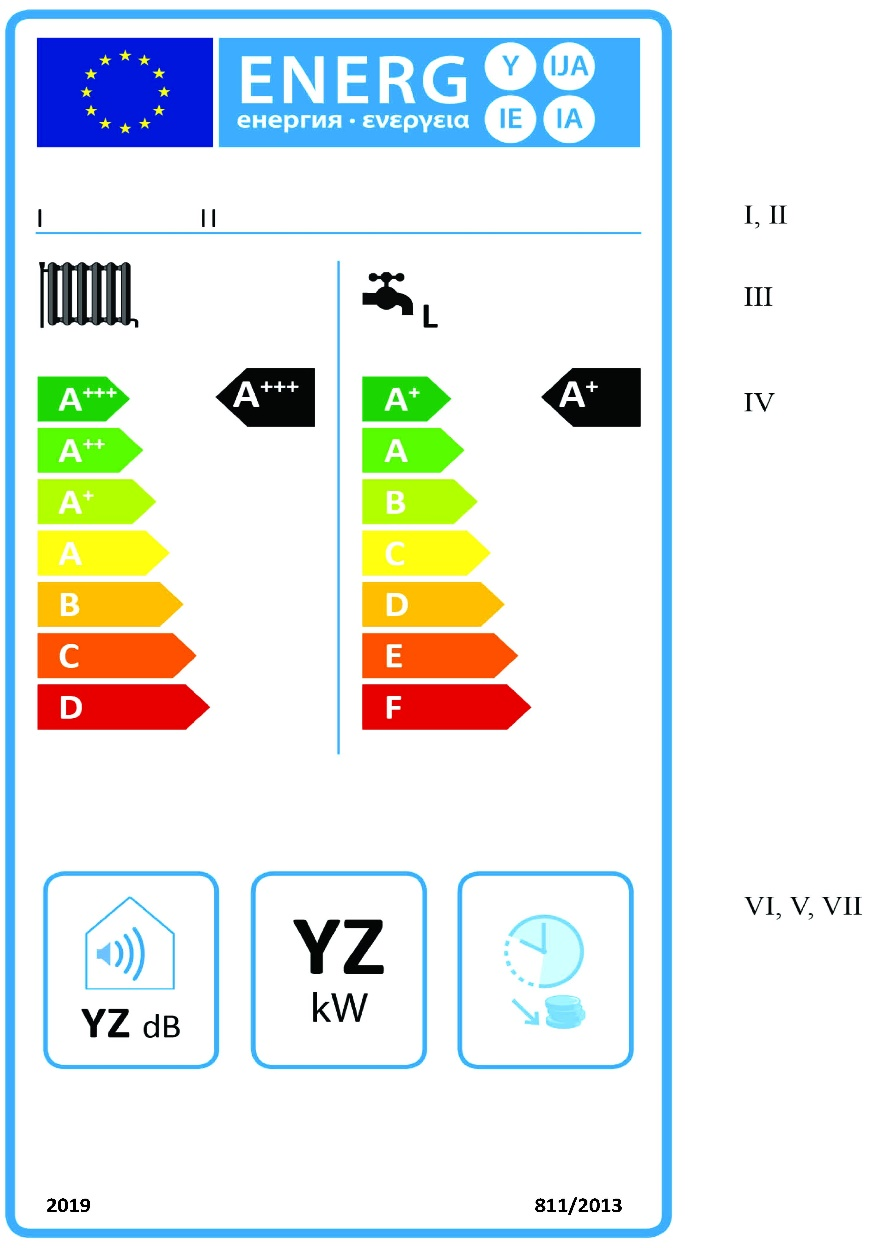 ENERG Y IJA
енергия · ενεργεια IE IA
I II I, II
L III
A+++ A+++ A+ A+ IV
A++ A
A+ B
A C
B D
C E
D F
VI, V, VII
YZ
kW
YZ dB
2019 811/2013